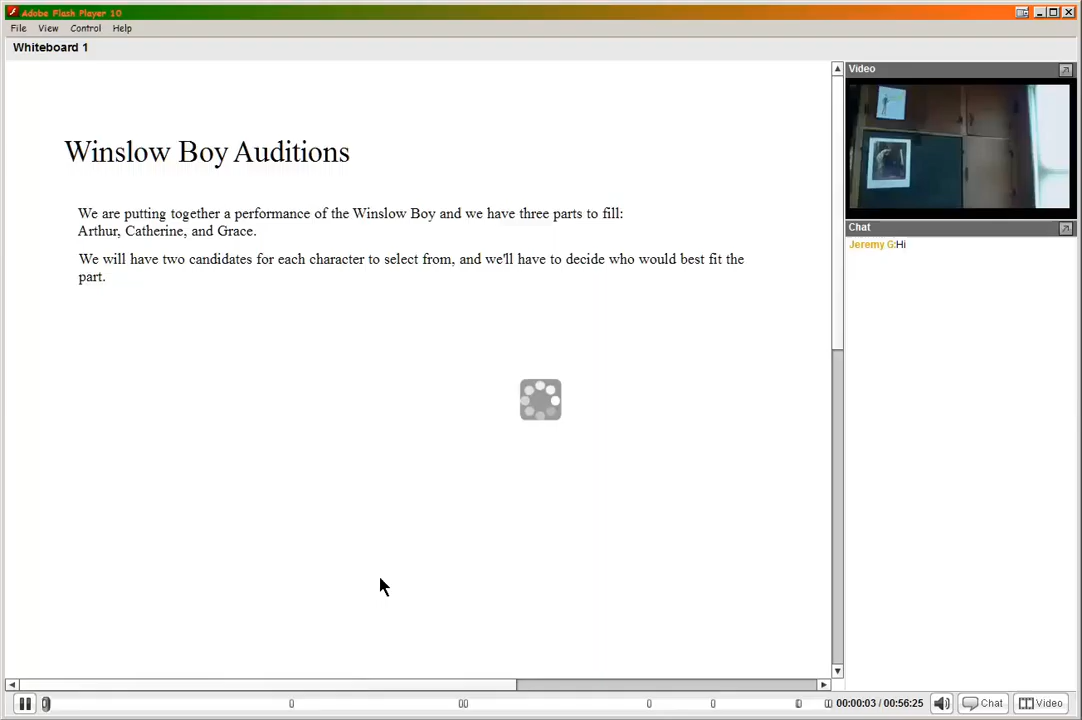 Adobe Flash Player 10
File View Control Help
Whiteboard 1
Winslow Boy Auditions
We are putting together a performance of the Winslow Boy and we have three parts to fill:
Arthur, Catherine, and Grace.
We will have two candidates for each character to select from, and we'll have to decide who would best fit the
part.
Video
Chat
Jeremy G:Hi
00:00:03 / 00:56:25
Chat
Video